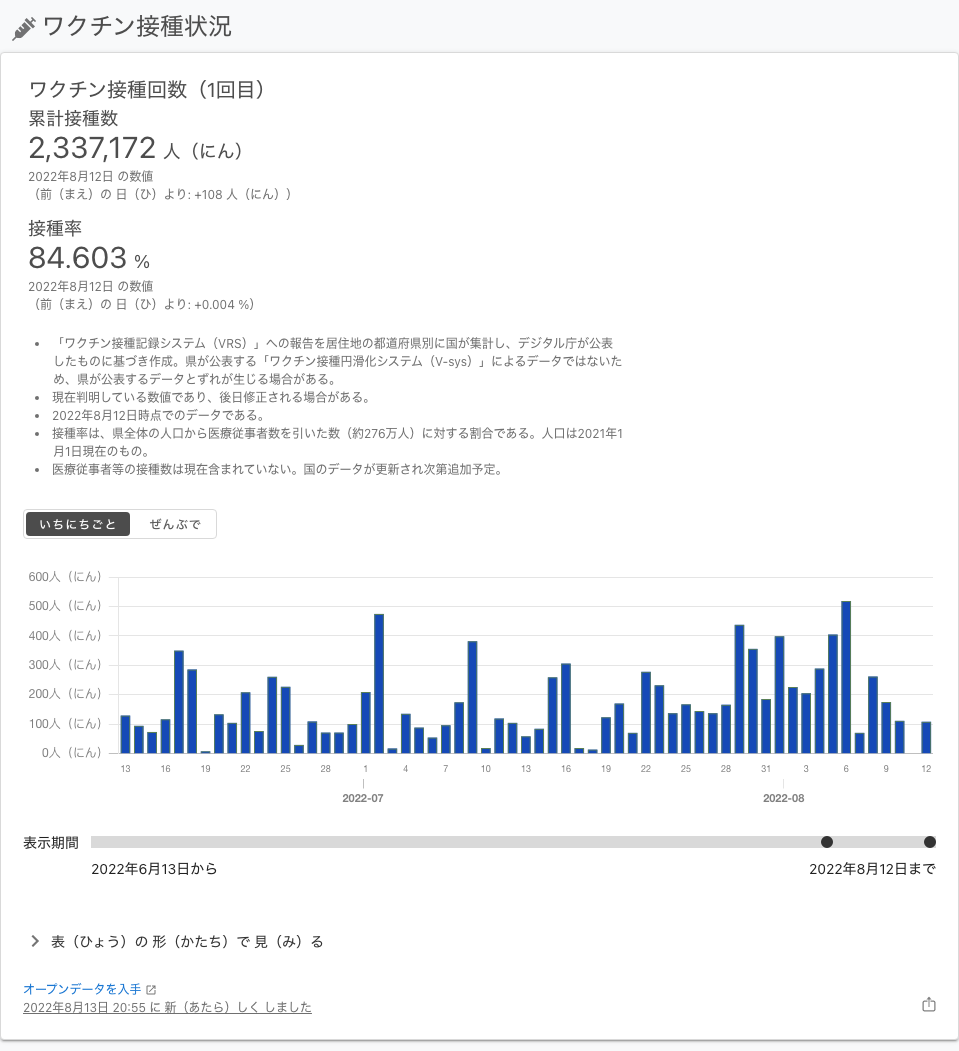 ワクチン接種状況
ワクチン接種回数（1回目）
累計接種数
2,337,172 人（にん）
2022年8月12日 の数値
（前（まえ）の 日（ひ）より: +108 人（にん））
接種率
84.603 %
2022年8月12日 の数値
（前（まえ）の 日（ひ）より: +0.004 %）
• 「ワクチン接種記録システム（VRS）」への報告を居住地の都道府県別に国が集計し、デジタル庁が公表
したものに基づき作成。県が公表する「ワクチン接種円滑化システム（V-sys）」によるデータではないた
め、県が公表するデータとずれが生じる場合がある。
• 現在判明している数値であり、後日修正される場合がある。
• 2022年8月12日時点でのデータである。
• 接種率は、県全体の人口から医療従事者数を引いた数（約276万人）に対する割合である。人口は2021年1
月1日現在のもの。
• 医療従事者等の接種数は現在含まれていない。国のデータが更新され次第追加予定。
いちにちごと ぜんぶで
600人（にん）
500人（にん）
400人（にん）
300人（にん）
200人（にん）
100人（にん）
0人（にん）
13 16 19 22 25 28 1 4 7 10 13 16 19 22 25 28 31 3 6 9 12
2022-07 2022-08
表示期間
2022年6月13日から 2022年8月12日まで
表（ひょう）の 形（かたち）で 見（み）る
オープンデータを入手
2022年8月13日 20:55 に 新（あたら）しく しました